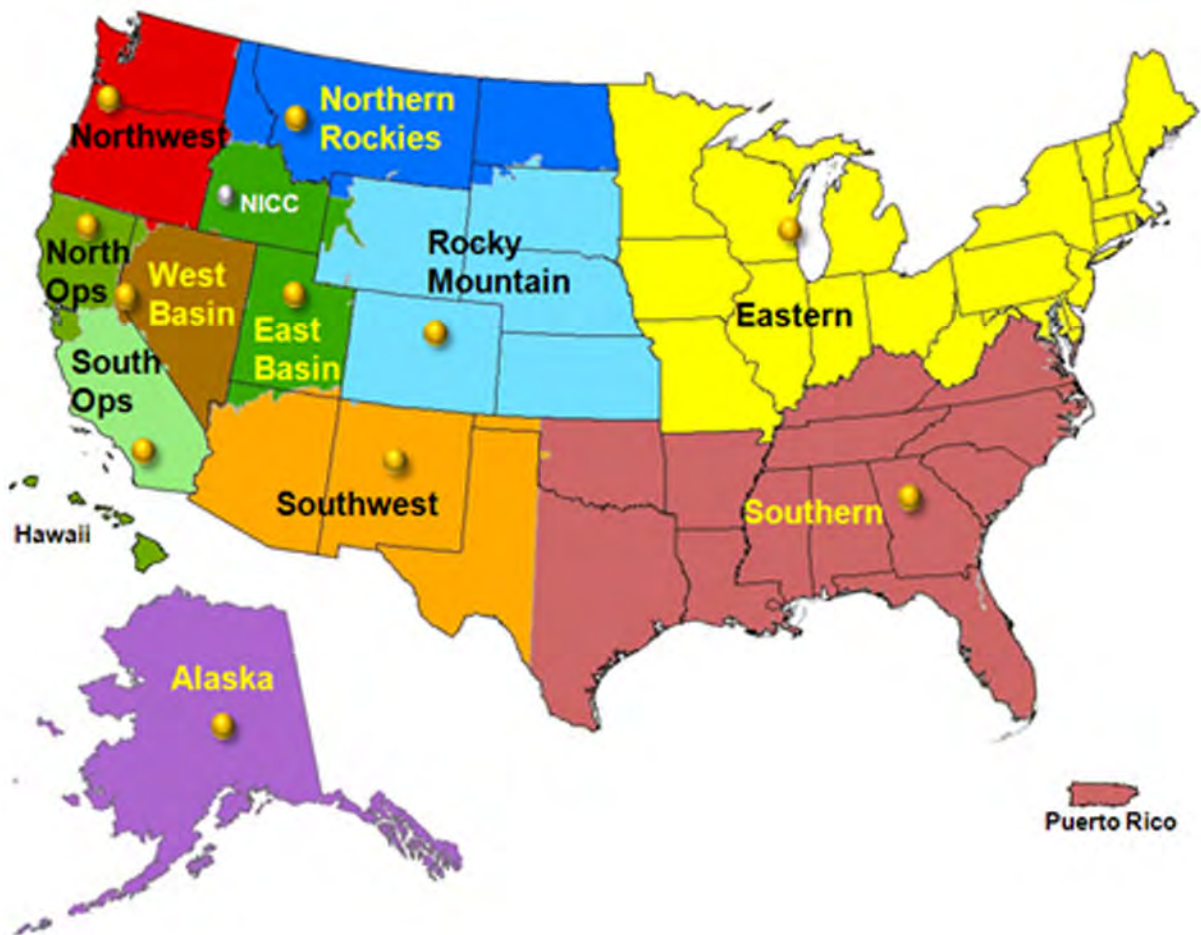 Northern
Rockies
Northwest
NICC
North
Ops
West
Basin
Rocky
Mountain
Eastern
East
Basin
South
Ops
Southwest
Southern
Hawaii
Alaska
Puerto Rico